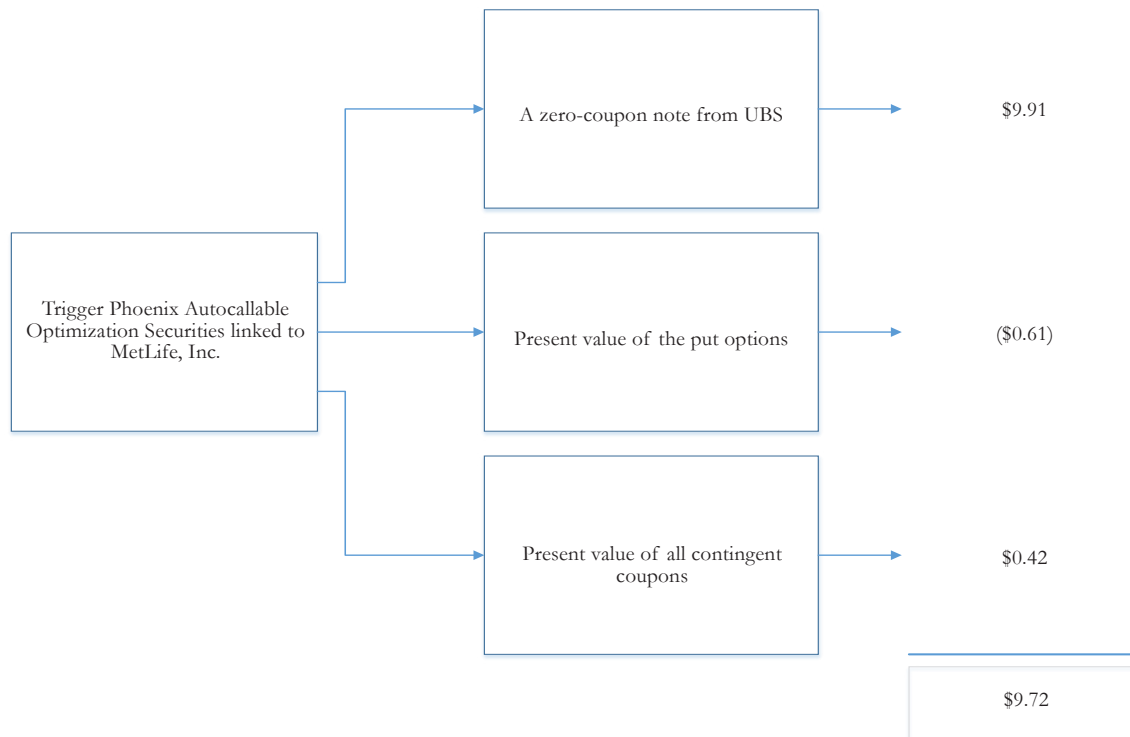 A zero-coupon note from UBS
$9.91
Trigger Phoenix Autocallable
Optimization Securities linked to
MetLife, Inc.
Present value of the put options
($0.61)
Present value of all contingent
coupons
$0.42
$9.72